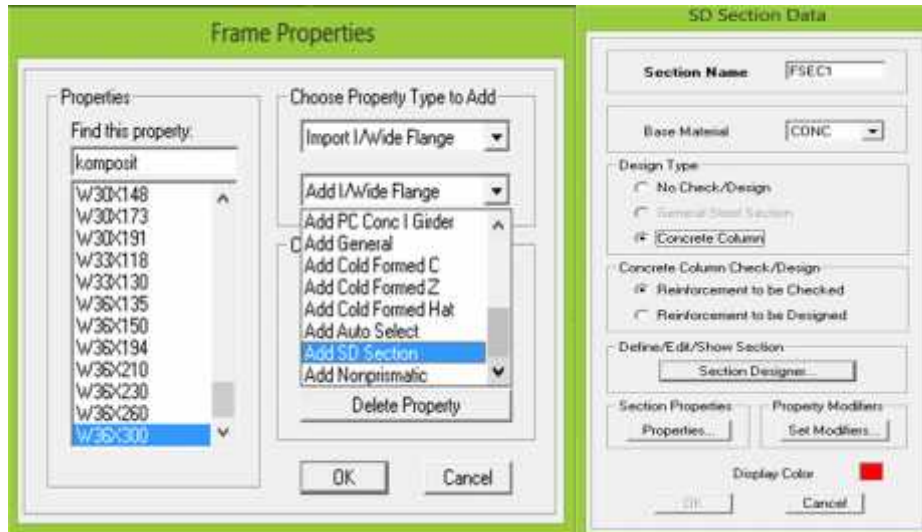 Frame Properties
Properties
Find this property:
komposit
W30X148
W30X173
W30X191
W33X118
W33X130
W36X135
W36X150
W36X194
W36X210
W36X230
W36X260
W36X300
Choose Property Type to Add
Import I/Wide Flange
Add I/Wide Flange
Add PC Conc I Girder
Add General
Add Cold Formed C
Add Cold Formed Z
Add Cold Formed Hat
Add Auto Select
Add SD Section
Add Nonprismatic
C
Delete Property
OK
Cancel
SD Section Data
Section Name
FSEC1
Base Material
CONC
Design Type
No Check/Design
General Steel Section
Concrete Column
Concrete Column Check/Design
Reinforcement to be Checked
Reinforcement to be Designed
Define/Edit/Show Section
Section Designer...
Section Properties
Properties...
Property Modifiers
Set Modifiers...
Display Color
OK
Cancel